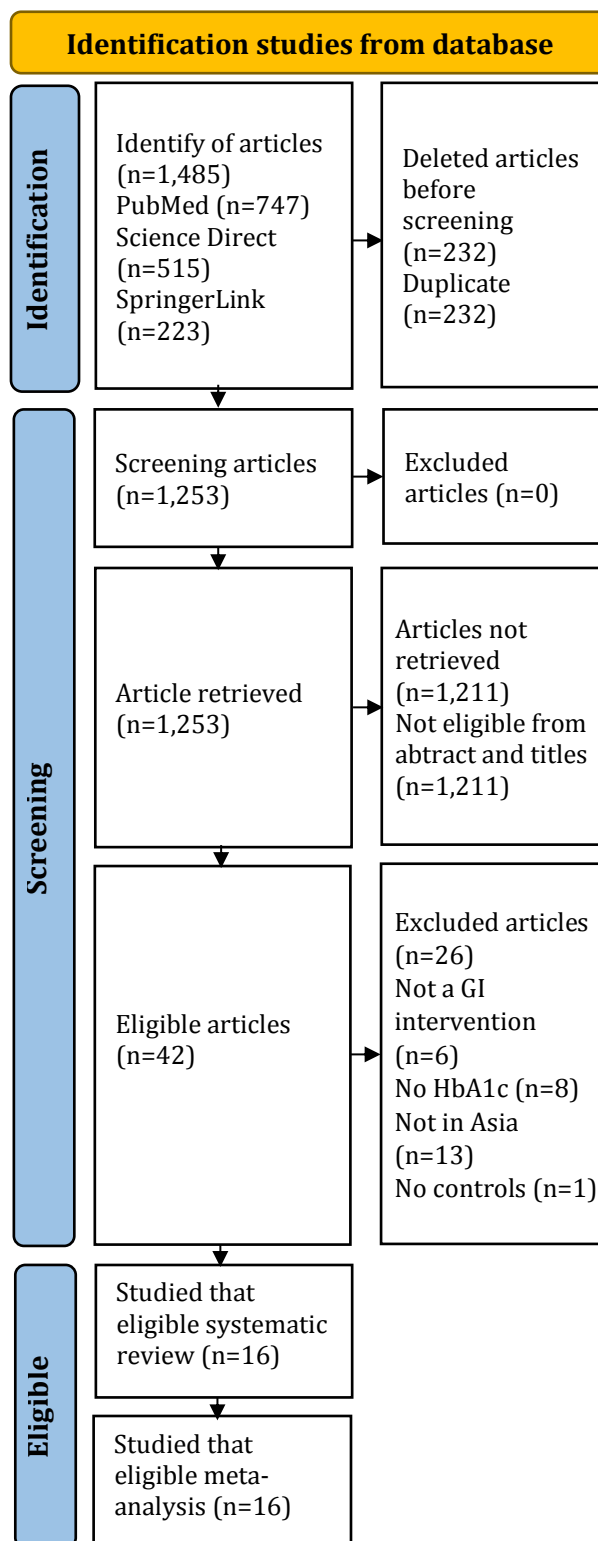 Identification studies from database
Identification
Identify of articles
(n=1,485)
PubMed (n=747)
Science Direct
(n=515)
SpringerLink
(n=223)
Deleted articles
before
screening
(n=232)
Duplicate
(n=232)
Screening
Screening articles
(n=1,253)
Excluded
articles (n=0)
Article retrieved
(n=1,253)
Articles not
retrieved
(n=1,211)
Not eligible from
abtract and titles
(n=1,211)
Eligible articles
(n=42)
Excluded articles
(n=26)
Not a GI
intervention
(n=6)
No HbA1c (n=8)
Not in Asia
(n=13)
No controls (n=1)
Eligible
Studied that
eligible systematic
review (n=16)
Studied that
eligible meta-
analysis (n=16)